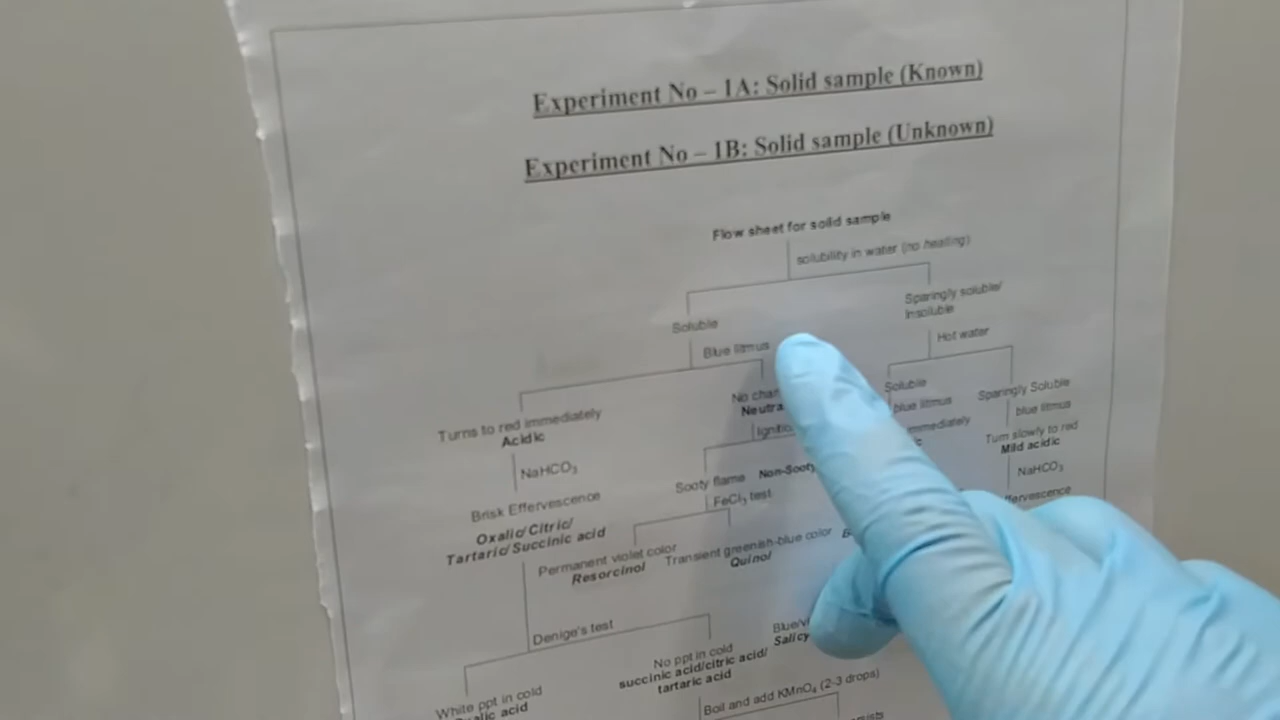 Experiment No – 1A: Solid sample (Known)
Experiment No – 1B: Solid sample (Unknown)
Flow sheet for solid sample
solubility in water (no heating)
Soluble
Sparingly soluble/
Insoluble
Blue litmus
Hot water
Turns to red immediately
Acidic
No
Soluble
Sparingly Soluble
blue litmus
blue litmus
Turn slowly to red
Mild acidic
NaHCO3
NaHCO3
Brisk Effervescence
Oxalic/Citric/
Tartaric/Succinic acid
Sooty flame
FeCl3 test
Permanent violet color
Resorcinol
Transient greenish-blue color
Quinol
Denige's test
White ppt in cold
acid
No ppt in cold
succinic acid/citric acid/
tartaric acid
Boil and add KMnO4 (2-3 drops)